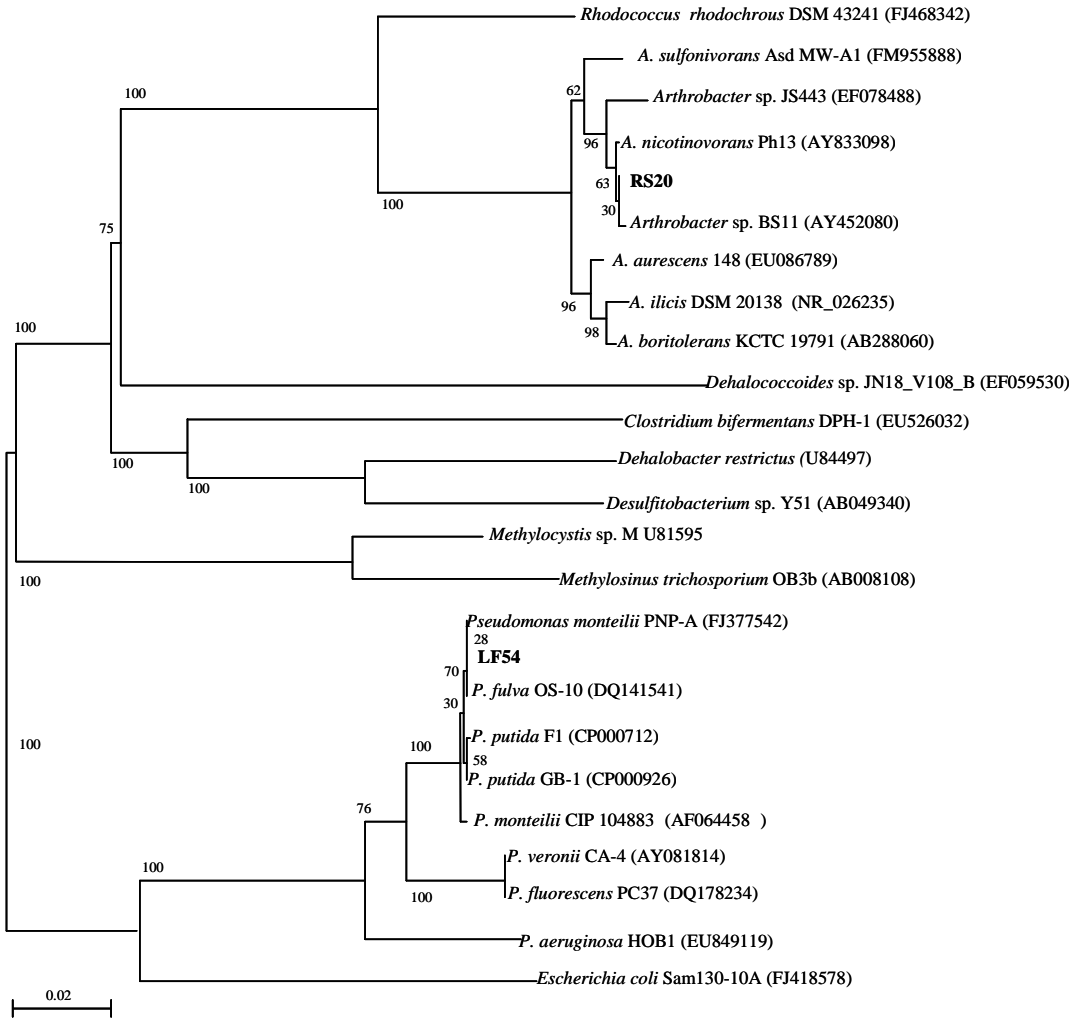 Rhodococcus rhodochrous DSM 43241 (FJ468342)
A. sulfonivorans Asd MW-A1 (FM955888)
100
62
Arthrobacter sp. JS443 (EF078488)
96
A. nicotinovorans Ph13 (AY833098)
63
RS20
100
30
Arthrobacter sp. BS11 (AY452080)
75
A. aurescens 148 (EU086789)
96
A. ilicis DSM 20138 (NR_026235)
100
98
A. boritolerans KCTC 19791 (AB288060)
Dehalococcoides sp. JN18_V108_B (EF059530)
Clostridium bifermentans DPH-1 (EU526032)
100
Dehalobacter restrictus (U84497)
100
Desulfitobacterium sp. Y51 (AB049340)
Methylocystis sp. M U81595
100
Methylosinus trichosporium OB3b (AB008108)
Pseudomonas monteilii PNP-A (FJ377542)
28
LF54
70
P. fulva OS-10 (DQ141541)
30
P. putida F1 (CP000712)
100
100
58
P. putida GB-1 (CP000926)
76
P. monteilii CIP 104883 (AF064458 )
P. veronii CA-4 (AY081814)
100
100
P. fluorescens PC37 (DQ178234)
P. aeruginosa HOB1 (EU849119)
Escherichia coli Sam130-10A (FJ418578)
0.02